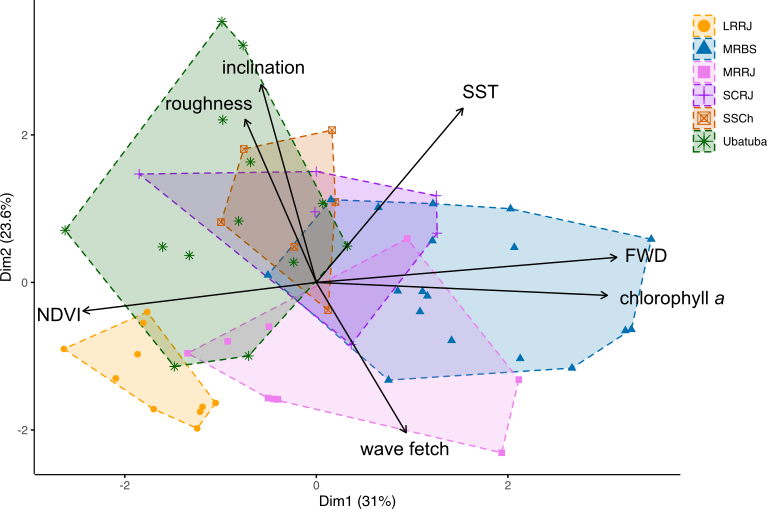 LRRJ
MRBS
MRRJ
SCRJ
SSCh
Ubatuba
inclination
roughness
SST
FWD
chlorophyll a
NDVI
wave fetch
2
0
-2
Dim2 (23.6%)
-2
0
2
Dim1 (31%)